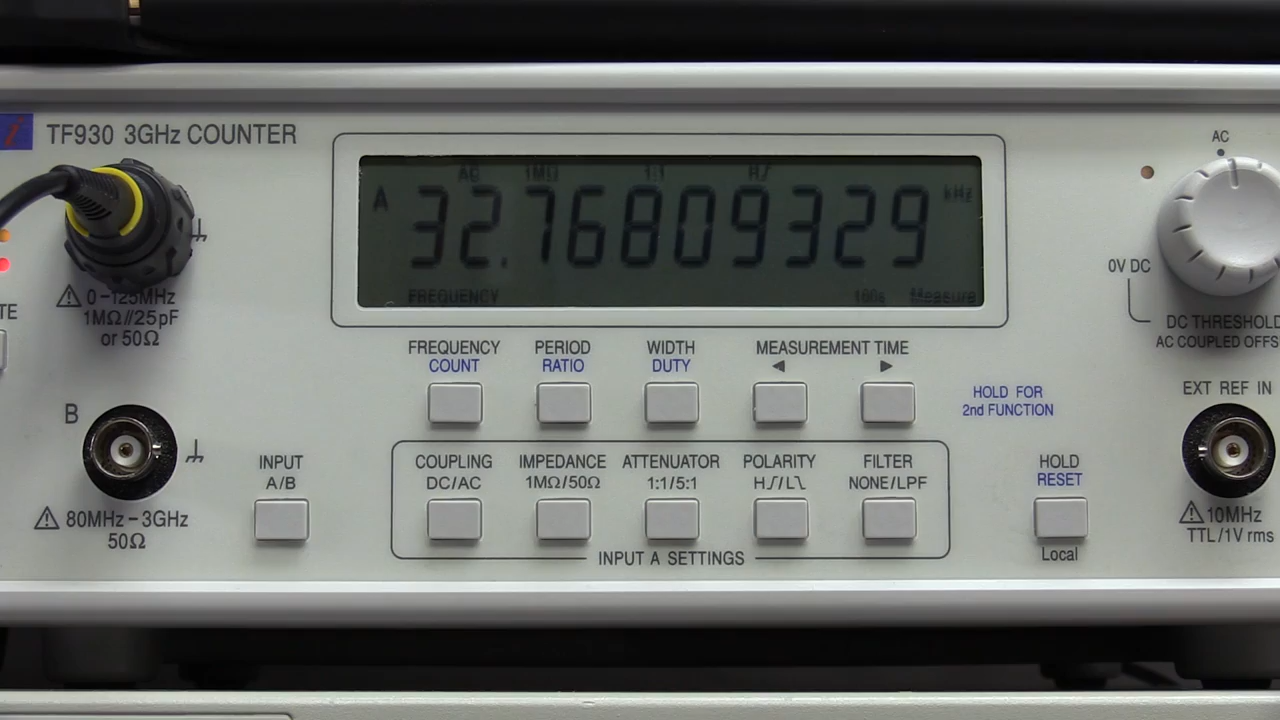 TF930 3GHz COUNTER
AC 1MΩ 1:1
A 32.76809329 kHz
FREQUENCY Measure
AC
0V DC
DC THRESHOLD
AC COUPLED OFFS
0-125MHz
1MΩ//25pF
or 50Ω
TE
FREQUENCY PERIOD WIDTH MEASUREMENT TIME
COUNT RATIO DUTY ◀ ▶
HOLD FOR
2nd FUNCTION
EXT REF IN
B
80MHz-3GHz
50Ω
INPUT
A/B
COUPLING IMPEDANCE ATTENUATOR POLARITY FILTER
DC/AC 1MΩ/50Ω 1:1/5:1 H/L NONE/LPF
INPUT A SETTINGS
HOLD
RESET
Local
10MHz
TTL/1V rms